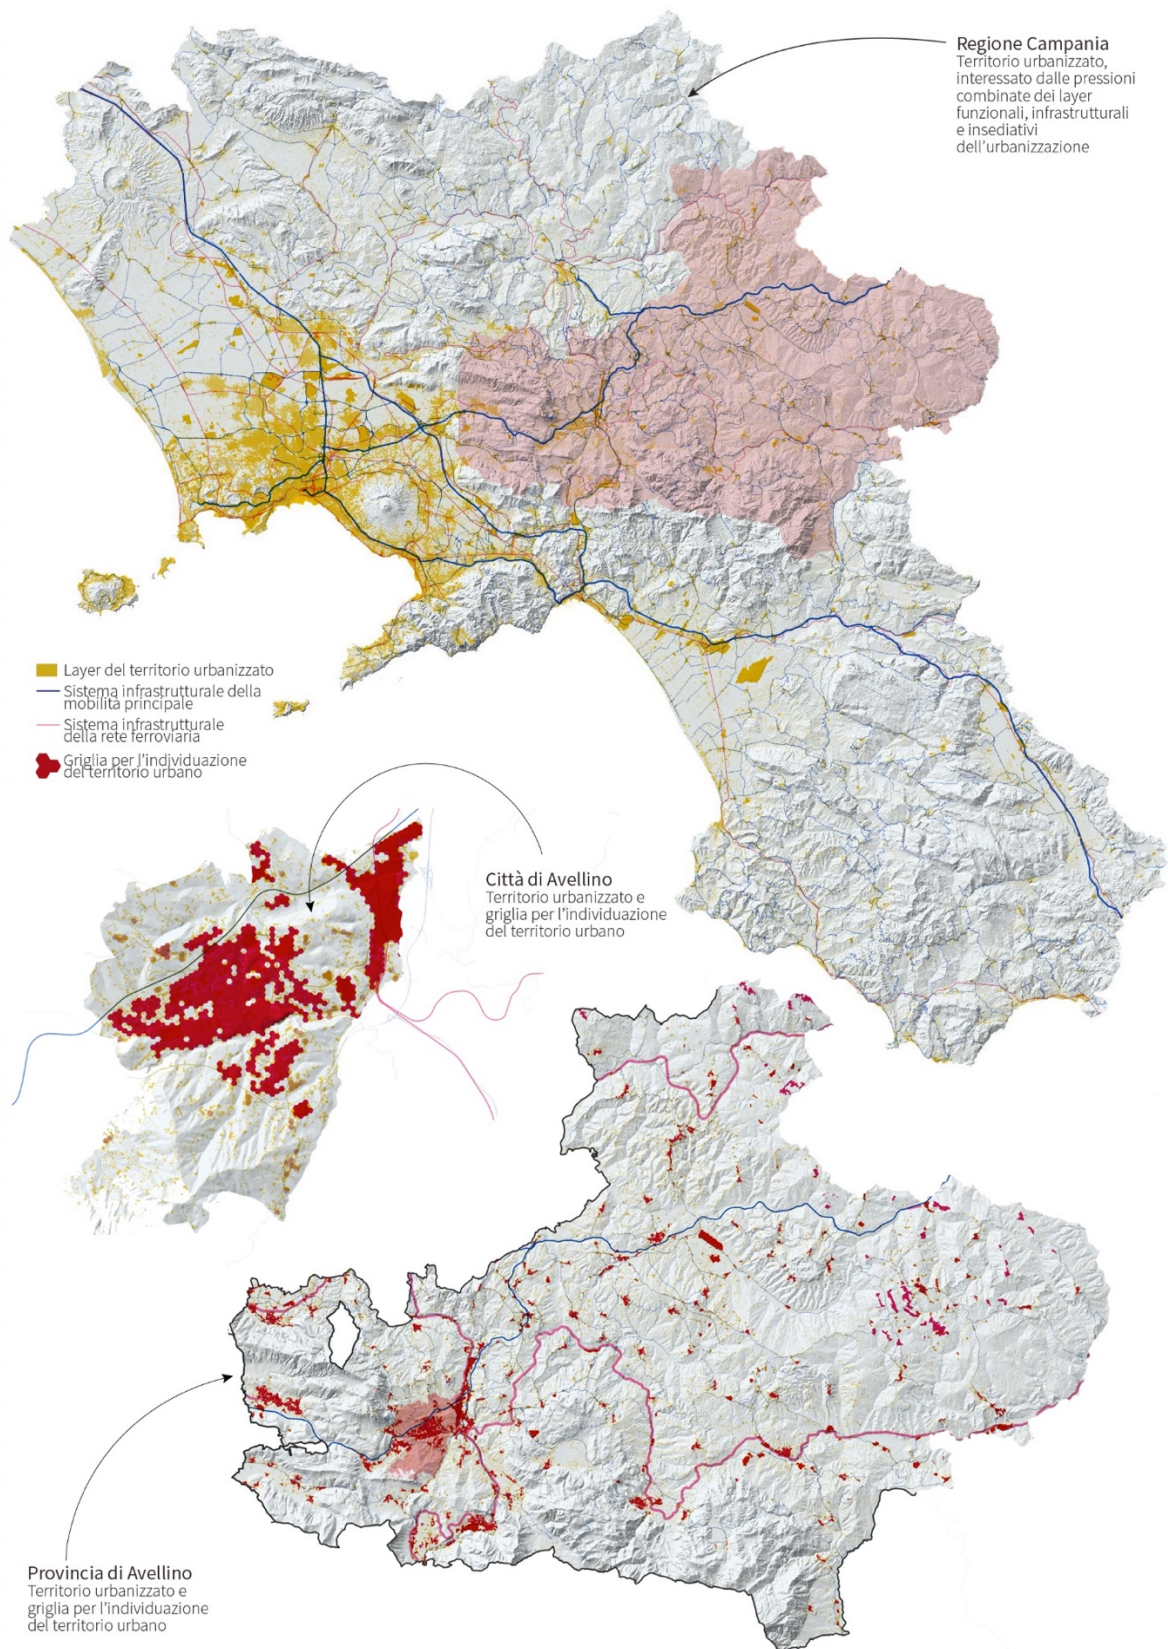 Regione Campania
Territorio urbanizzato,
interessato dalle pressioni
combinate dei layer
funzionali, infrastrutturali
e insediativi
dell'urbanizzazione
Layer del territorio urbanizzato
Sistema infrastrutturale della
mobilità principale
Sistema infrastrutturale
della rete ferroviaria
Griglia per l'individuazione
del territorio urbano
Città di Avellino
Territorio urbanizzato e
griglia per l'individuazione
del territorio urbano
Provincia di Avellino
Territorio urbanizzato e
griglia per l'individuazione
del territorio urbano